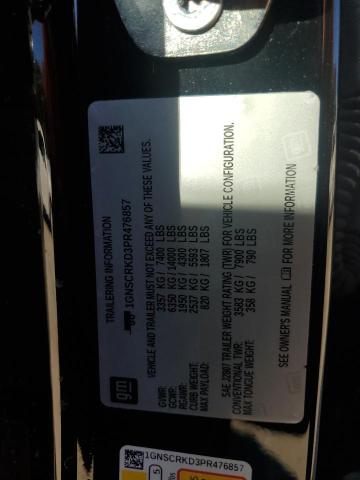 TRAILERING INFORMATION
1GNSCRKD3PR476857
VEHICLE AND TRAILER MUST NOT EXCEED ANY OF THESE VALUES.
GVWR: 3357 KG / 7400 LBS
GCWR: 6350 KG / 14000 LBS
RGAWR: 1950 KG / 4300 LBS
CURB WEIGHT: 2537 KG / 5593 LBS
MAX PAYLOAD: 820 KG / 1807 LBS
SAE J2807 TRAILER WEIGHT RATING (TWR) FOR VEHICLE CONFIGURATION.
CONVENTIONAL TWR: 3583 KG / 7900 LBS
MAX TONGUE WEIGHT: 358 KG / 790 LBS
SEE OWNER'S MANUAL FOR MORE INFORMATION
gm
1GNSCRKD3PR476857
5